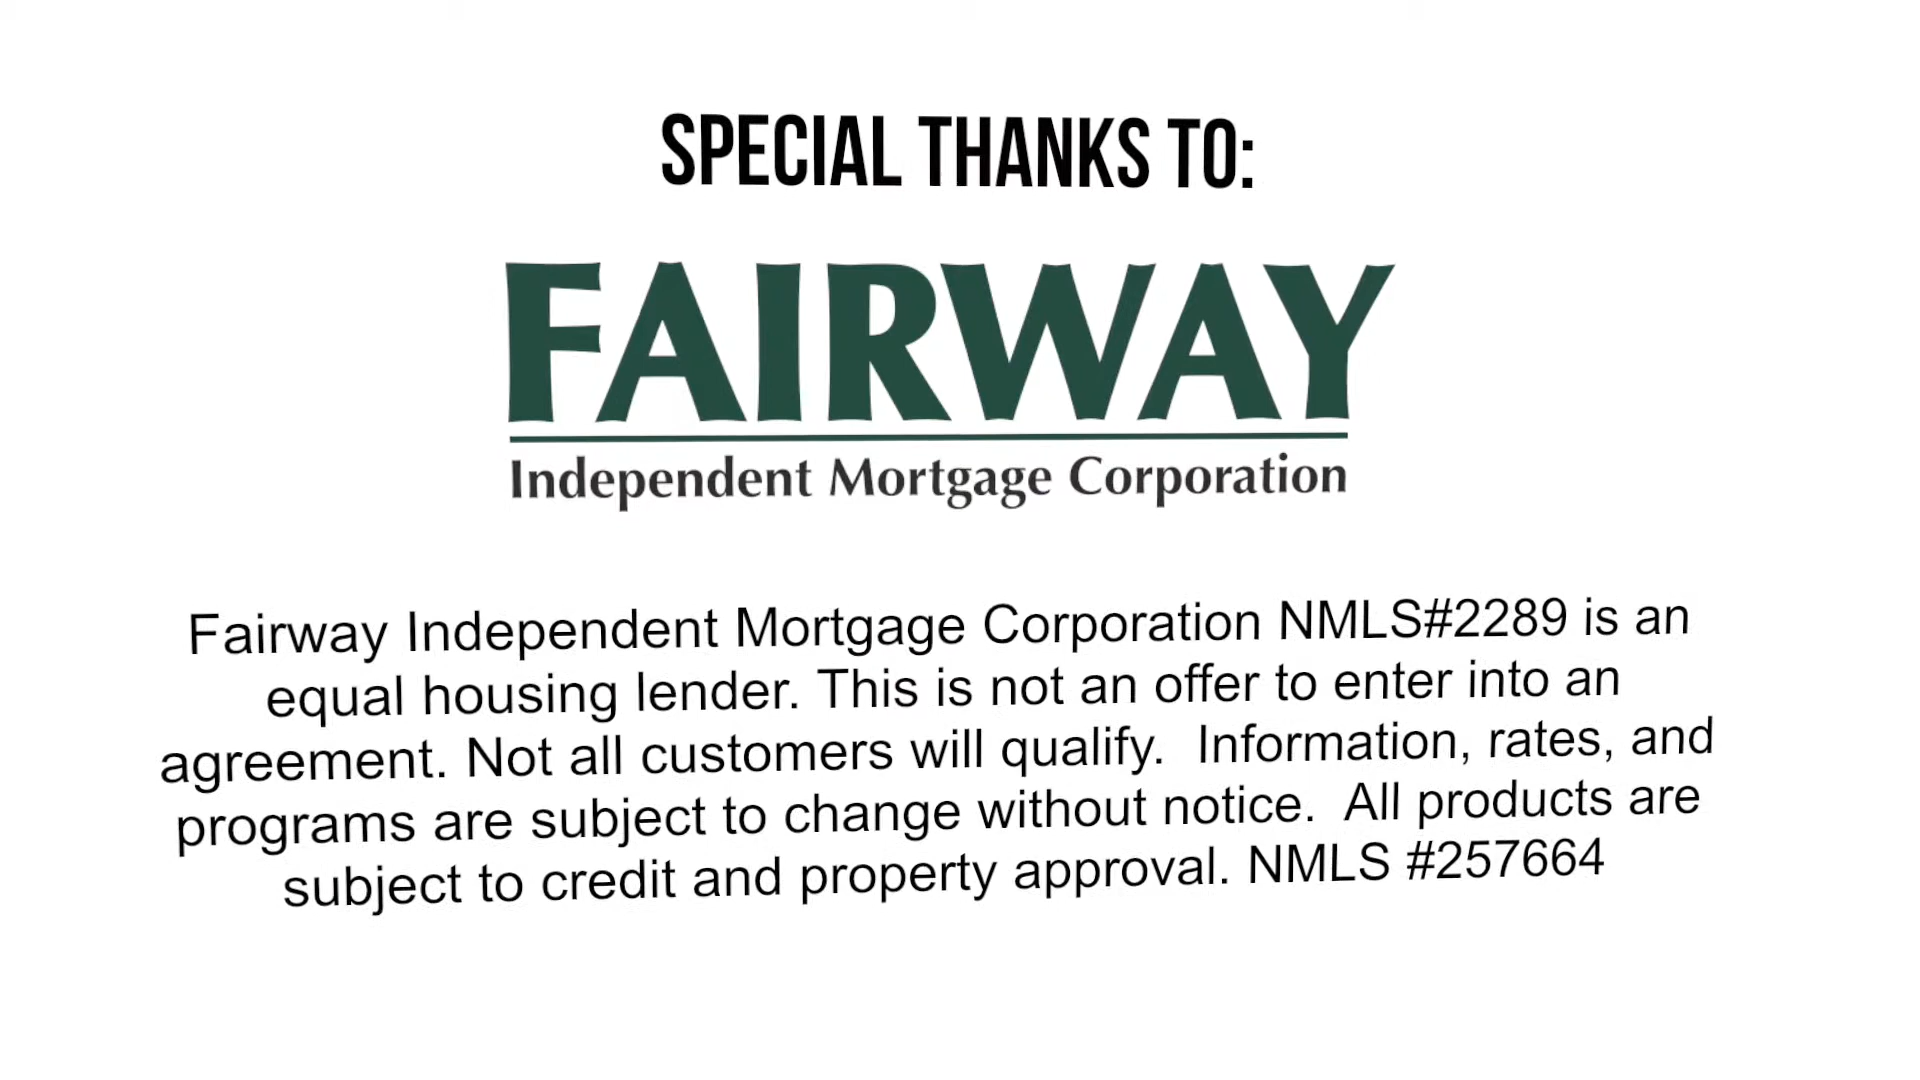 SPECIAL THANKS TO:
FAIRWAY
Independent Mortgage Corporation
Fairway Independent Mortgage Corporation NMLS#2289 is an
equal housing lender. This is not an offer to enter into an
agreement. Not all customers will qualify.  Information, rates, and
programs are subject to change without notice.  All products are
subject to credit and property approval. NMLS #257664